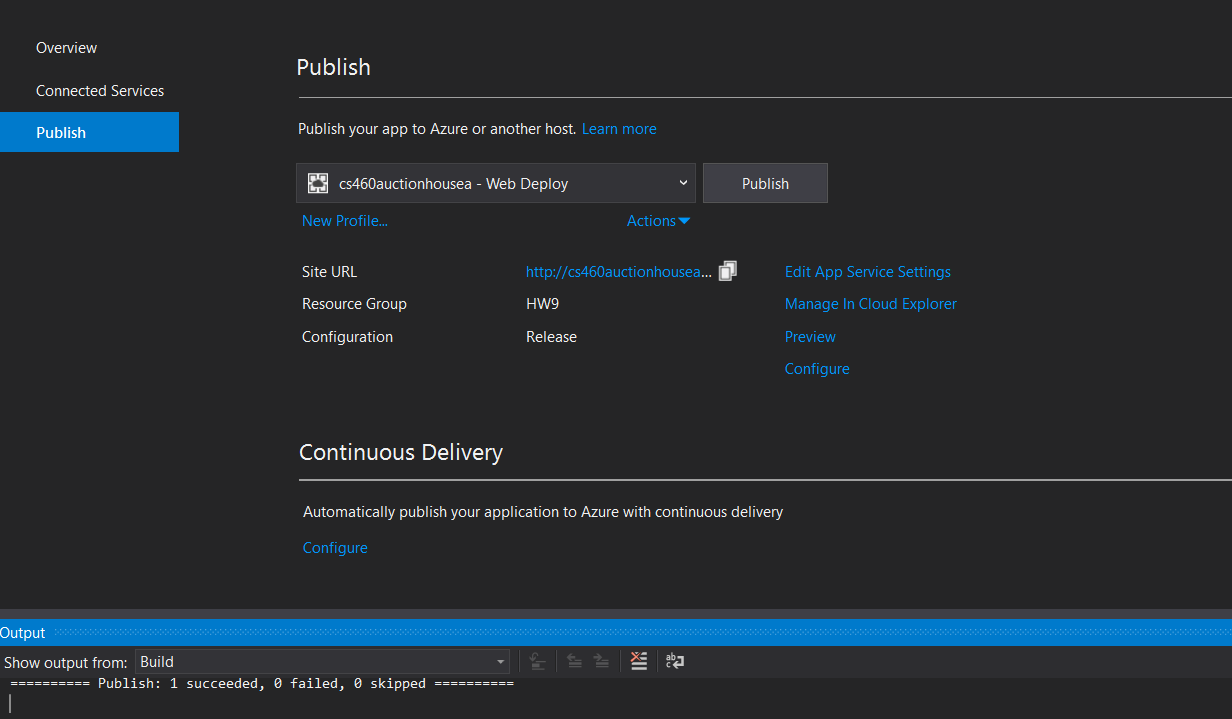 Overview
Connected Services
Publish
Publish
Publish your app to Azure or another host. Learn more
cs460auctionhousea - Web Deploy
Publish
New Profile...
Actions
Site URL
http://cs460auctionhousea...
Edit App Service Settings
Resource Group
HW9
Manage In Cloud Explorer
Configuration
Release
Preview
Configure
Continuous Delivery
Automatically publish your application to Azure with continuous delivery
Configure
Output
Show output from: Build
========== Publish: 1 succeeded, 0 failed, 0 skipped ==========